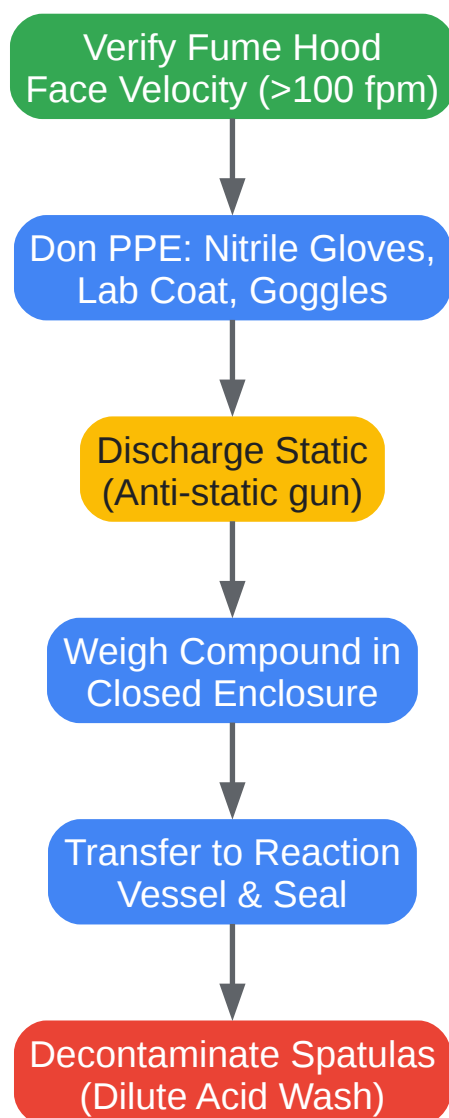 Verify Fume Hood
Face Velocity (>100 fpm)
Don PPE: Nitrile Gloves,
Lab Coat, Goggles
Discharge Static
(Anti-static gun)
Weigh Compound in
Closed Enclosure
Transfer to Reaction
Vessel & Seal
Decontaminate Spatulas
(Dilute Acid Wash)